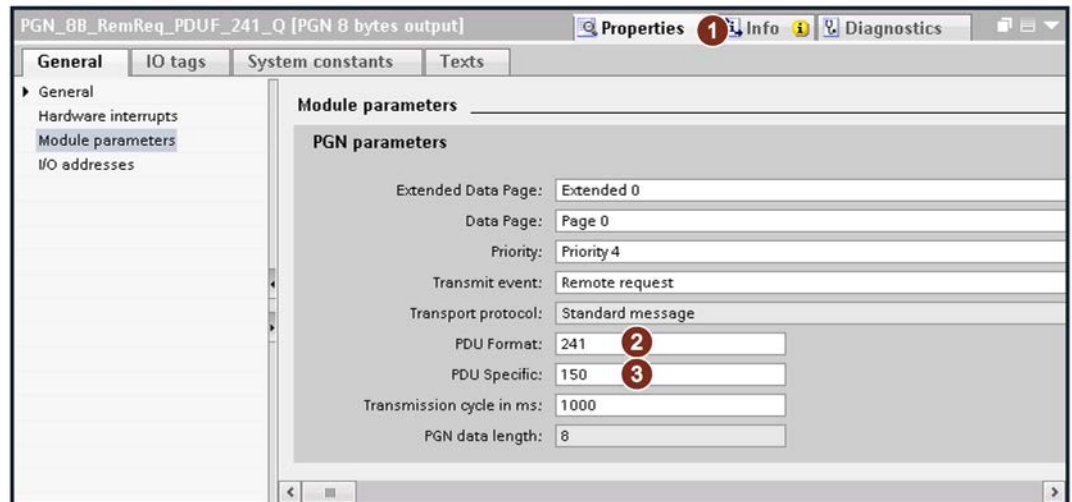 PGN_8B_RemReq_PDUF_241_Q [PGN 8 bytes output] Properties 1 Info Diagnostics
General IO tags System constants Texts
General
Hardware interrupts
Module parameters
I/O addresses
Module parameters
PGN parameters
Extended Data Page: Extended 0
Data Page: Page 0
Priority: Priority 4
Transmit event: Remote request
Transport protocol: Standard message
PDU Format: 241 2
PDU Specific: 150 3
Transmission cycle in ms: 1000
PGN data length: 8